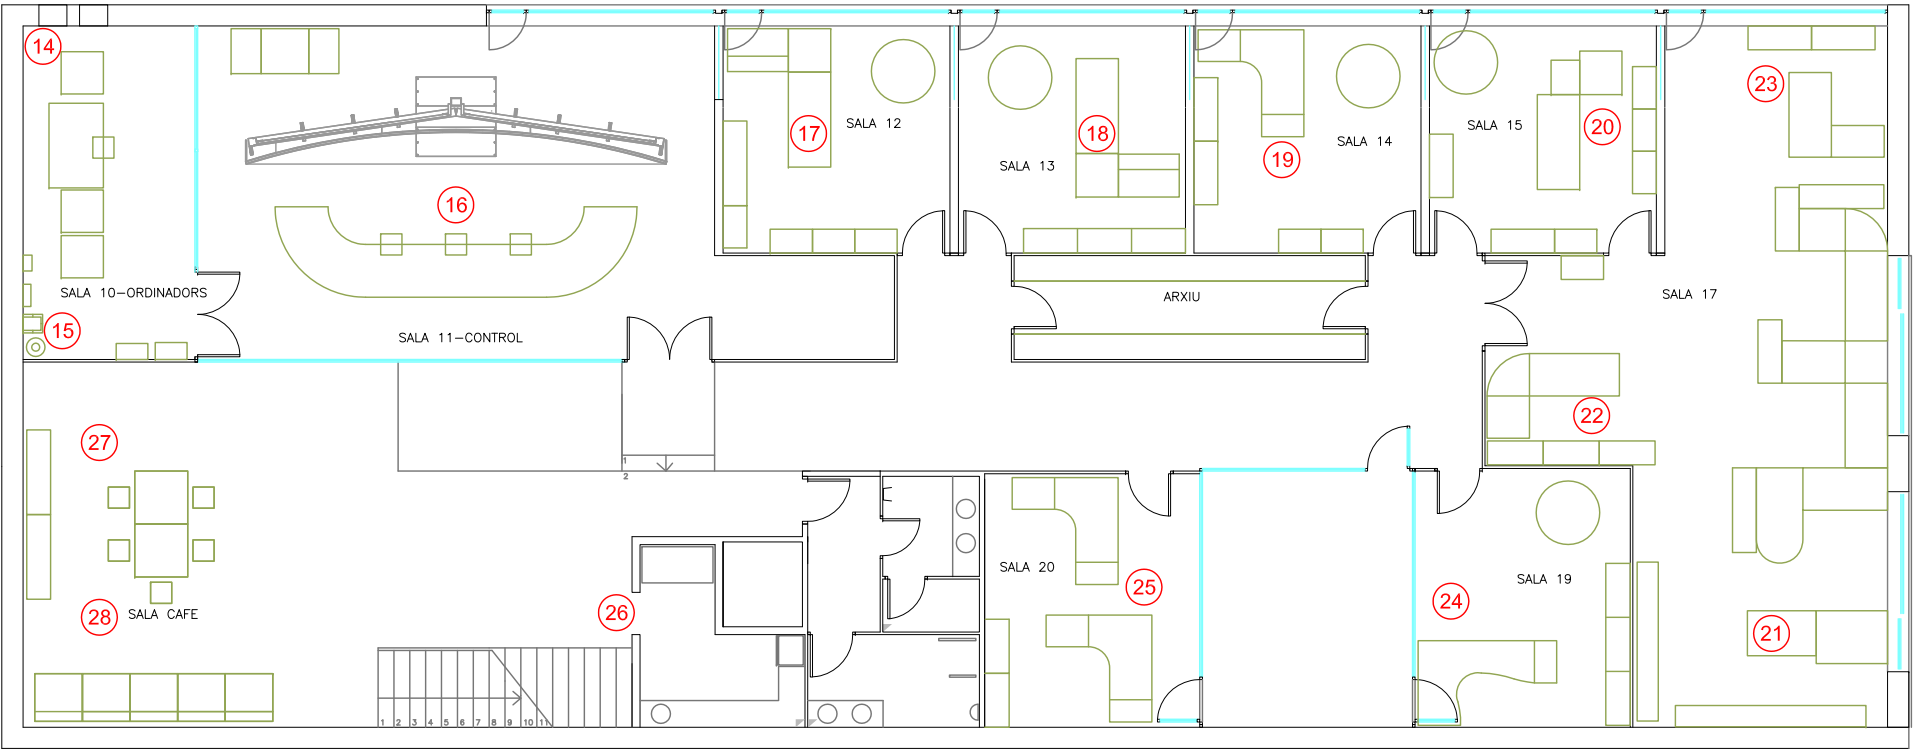 14
23
17
SALA 12
18
SALA 13
19
SALA 14
SALA 15
20
16
SALA 10-ORDINADORS
15
SALA 11-CONTROL
ARXIU
SALA 17
22
27
1
2
28
SALA CAFE
26
SALA 20
25
24
SALA 19
21
1 2 3 4 5 6 7 8 9 10 11